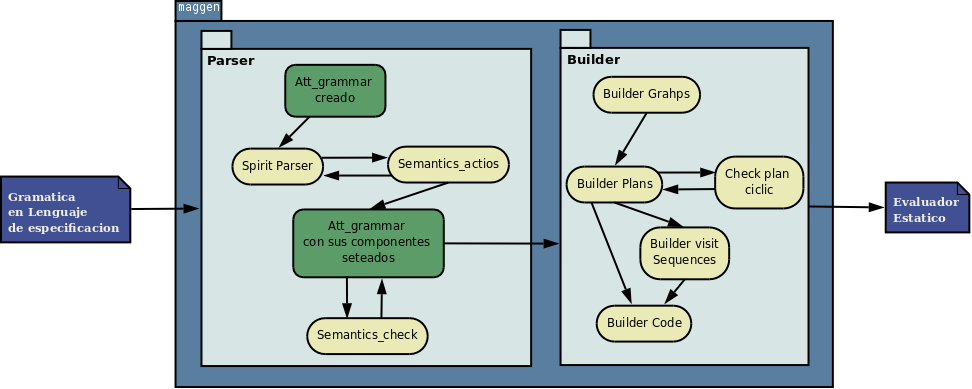 maggen
Parser
Att_grammar
creado
Spirit Parser
Semantics_actios
Att_grammar
con sus componentes
seteados
Semantics_check
Builder
Builder Grahps
Builder Plans
Check plan
ciclic
Builder visit
Sequences
Builder Code
Gramatica
en Lenguaje
de especificacion
Evaluador
Estatico